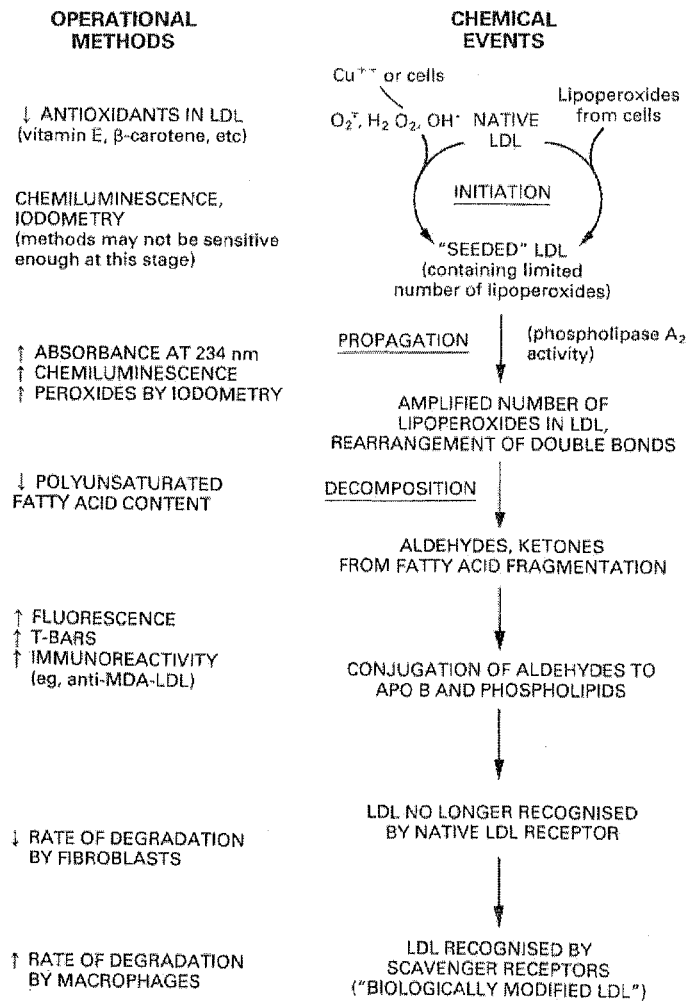 OPERATIONAL
METHODS
↓ ANTIOXIDANTS IN LDL
(vitamin E, β-carotene, etc)
CHEMILUMINESCENCE,
IODOMETRY
(methods may not be sensitive
enough at this stage)
↑ ABSORBANCE AT 234 nm
↑ CHEMILUMINESCENCE
↑ PEROXIDES BY IODOMETRY
↓ POLYUNSATURATED
FATTY ACID CONTENT
↑ FLUORESCENCE
↑ T-BARS
↑ IMMUNOREACTIVITY
(eg, anti-MDA-LDL)
↓ RATE OF DEGRADATION
BY FIBROBLASTS
↑ RATE OF DEGRADATION
BY MACROPHAGES
CHEMICAL
EVENTS
Cu⁺⁺ or cells
Lipoperoxides
from cells
O₂⁻, H₂ O₂, OH· NATIVE
LDL
INITIATION
"SEEDED" LDL
(containing limited
number of lipoperoxides)
PROPAGATION
(phospholipase A₂
activity)
AMPLIFIED NUMBER OF
LIPOPEROXIDES IN LDL,
REARRANGEMENT OF DOUBLE BONDS
DECOMPOSITION
ALDEHYDES, KETONES
FROM FATTY ACID FRAGMENTATION
CONJUGATION OF ALDEHYDES TO
APO B AND PHOSPHOLIPIDS
LDL NO LONGER RECOGNISED
BY NATIVE LDL RECEPTOR
LDL RECOGNISED BY
SCAVENGER RECEPTORS
("BIOLOGICALLY MODIFIED LDL")